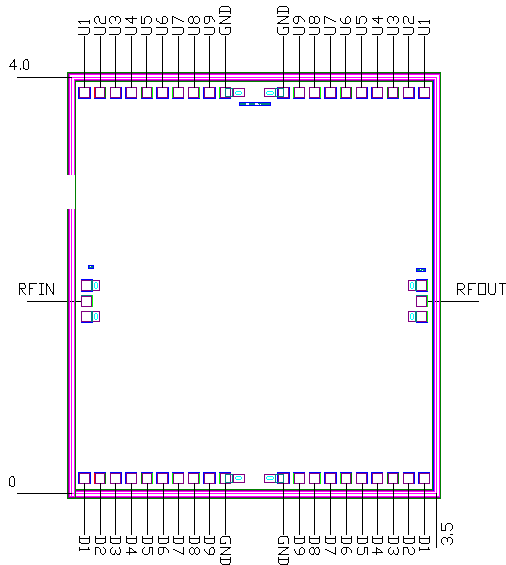 U1 U2 U3 U4 U5 U6 U7 U8 U9 GND GND U9 U8 U7 U6 U5 U4 U3 U2 U1
4.0
RFIN RFOUT
0
D1 D2 D3 D4 D5 D6 D7 D8 D9 GND GND D9 D8 D7 D6 D5 D4 D3 D2 D1 3.5